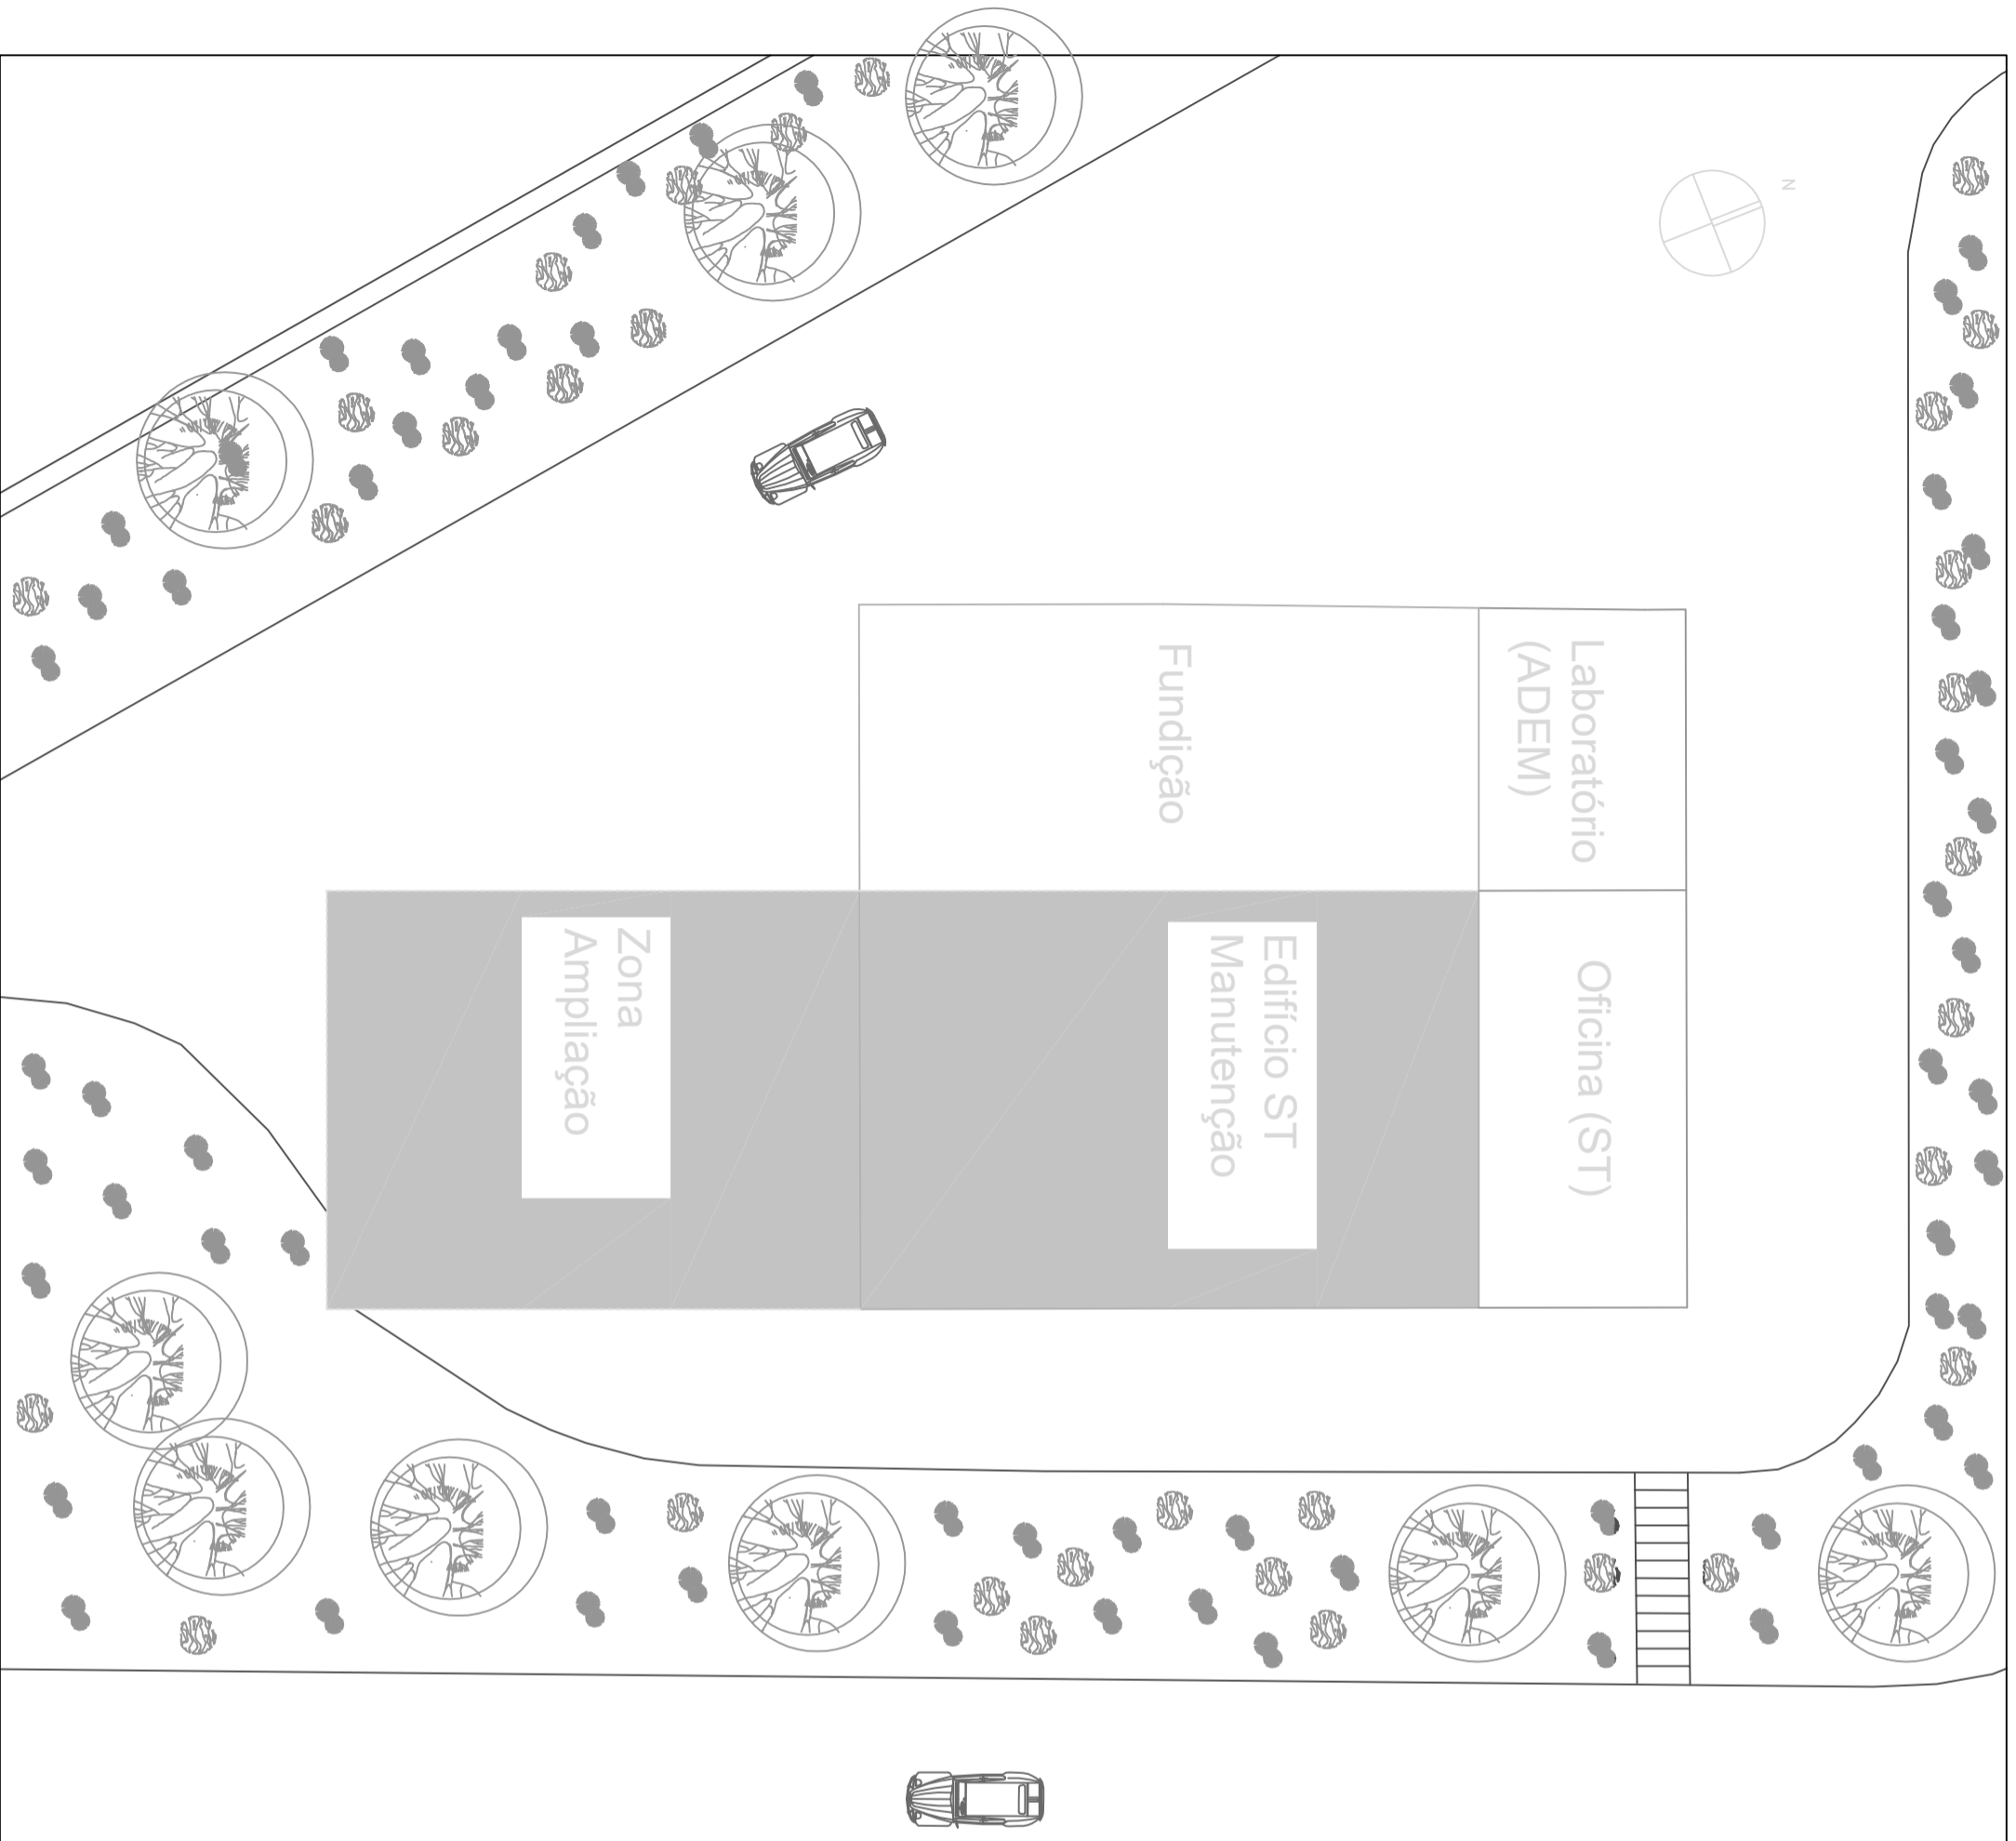 N
Laboratório
(ADEM)
Fundição
Oficina (ST)
Edifício ST
Manutenção
Zona
Ampliação